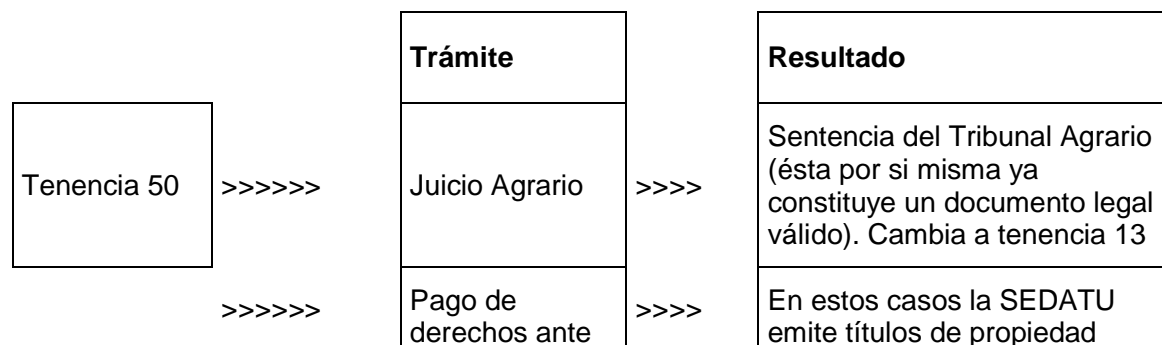 Trámite
Resultado
Tenencia 50
>>>>>>
Juicio Agrario
>>>>
Sentencia del Tribunal Agrario
(ésta por si misma ya
constituye un documento legal
válido). Cambia a tenencia 13
>>>>>>
Pago de
derechos ante
>>>>
En estos casos la SEDATU
emite títulos de propiedad